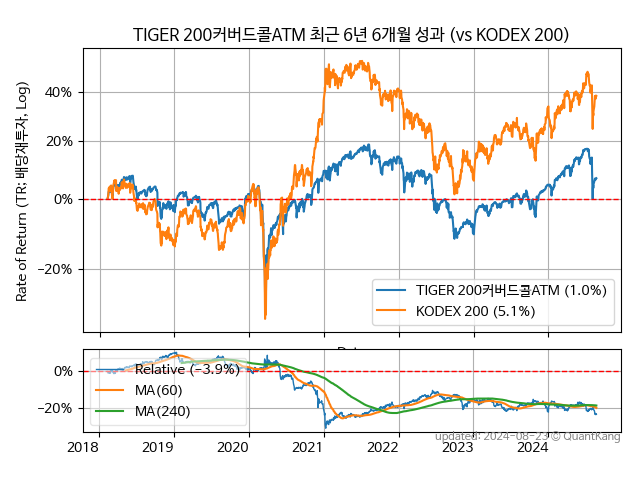 TIGER 200커버드콜ATM 최근 6년 6개월 성과 (vs KODEX 200)
Rate of Return (TR: 배당재투자, Log)
40%
20%
0%
−20%
TIGER 200커버드콜ATM (1.0%)
KODEX 200 (5.1%)
0%
−20%
Relative (−3.9%)
MA(60)
MA(240)
2018 2019 2020 2021 2022 2023 2024
updated: 2024-08-23 © QuantKang